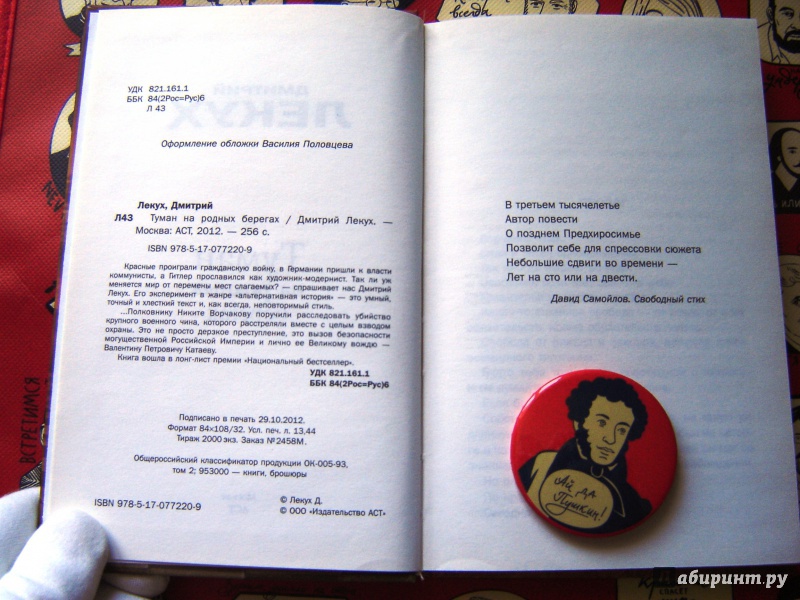 УДК 821.161.1
ББК 84(2Рос=Рус)6
Л 43
Оформление обложки Василия Половцева
Лекух, Дмитрий
Л43 Туман на родных берегах / Дмитрий Лекух. —
Москва: АСТ, 2012. — 256 с.
ISBN 978-5-17-077220-9
Красные проиграли гражданскую войну, в Германии пришли к власти
коммунисты, а Гитлер прославился как художник-модернист. Так ли уж
меняется мир от перемены мест слагаемых? — спрашивает нас Дмитрий
Лекух. Его эксперимент в жанре «альтернативная история» — это умный,
точный и хлесткий текст и, как всегда, неповторимый стиль.
...Полковнику Никите Ворчакову поручили расследовать убийство
крупного военного чина, которого расстреляли вместе с целым взводом
охраны. Это не просто дерзкое преступление, это вызов безопасности
могущественной Российской Империи и лично ее Великому вождю —
Валентину Петровичу Катаеву.
Книга вошла в лонг-лист премии «Национальный бестселлер».
УДК 821.161.1
ББК 84(2Рос=Рус)6
Подписано в печать 29.10.2012.
Формат 84×108/32. Усл. печ. л. 13,44
Тираж 2000 экз. Заказ № 2458М.
Общероссийский классификатор продукции ОК-005-93,
том 2; 953000 — книги, брошюры
ISBN 978-5-17-077220-9
© Лекух Д.
© ООО «Издательство АСТ»
В третьем тысячелетье
Автор повести
О позднем Предхиросимье
Позволит себе для спрессовки сюжета
Небольшие сдвиги во времени —
Лет на сто или на двести.
Давид Самойлов. Свободный стих
Ай да
Пушкин!
всегда
ВСТРЕТИМСЯ
ИЛИ
Лабиринт.ру